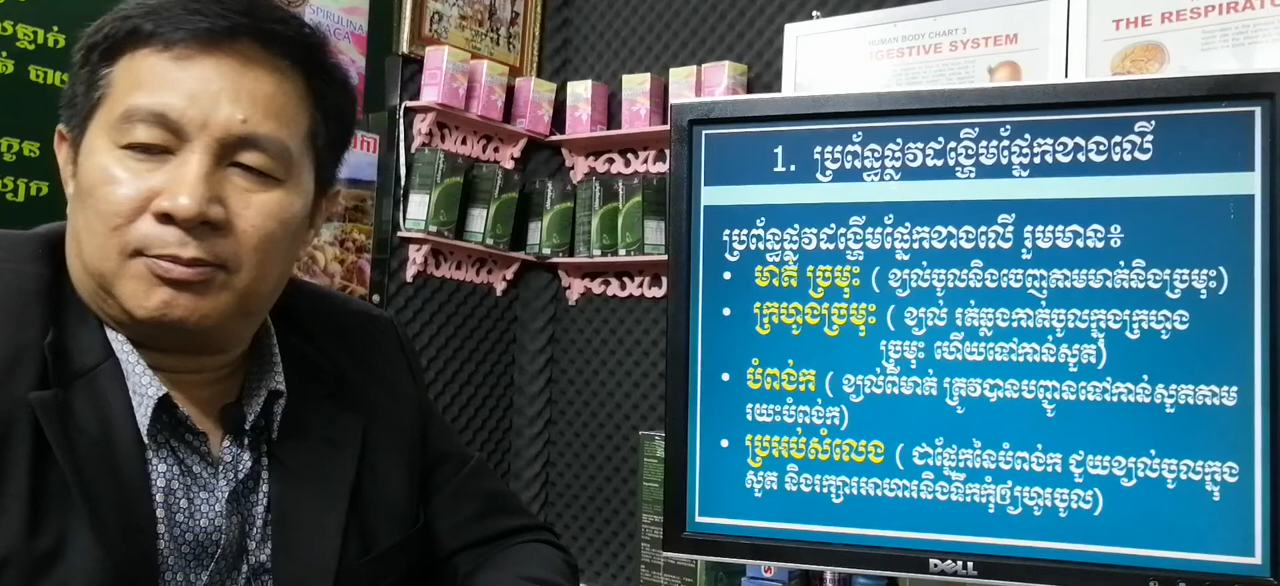 SPIRULINA
MACA
HUMAN BODY CHART 3
IGESTIVE SYSTEM
THE RESPIRATO
1. ប្រព័ន្ធផ្លូវដង្ហើមផ្នែកខាងលើ
ប្រព័ន្ធផ្លូវដង្ហើមផ្នែកខាងលើ រួមមាន៖
• មាត់ ច្រមុះ ( ខ្យល់ចូលនិងចេញតាមមាត់និងច្រមុះ)
• ក្រហូងច្រមុះ ( ខ្យល់ រត់ឆ្លងកាត់ចូលក្នុងក្រហូង
ច្រមុះ ហើយទៅកាន់សួត)
• បំពង់ក ( ខ្យល់ពីមាត់ ត្រូវបានបញ្ជូនទៅកាន់សួតតាម
រយះបំពង់ក)
• ប្រអប់សំលេង ( ជាផ្នែកនៃបំពង់ក ជួយខ្យល់ចូលក្នុង
សួត និងរក្សារអាហារនិងទឹកកុំឲ្យហូរចូល)
DELL
កូន
ស្បូក